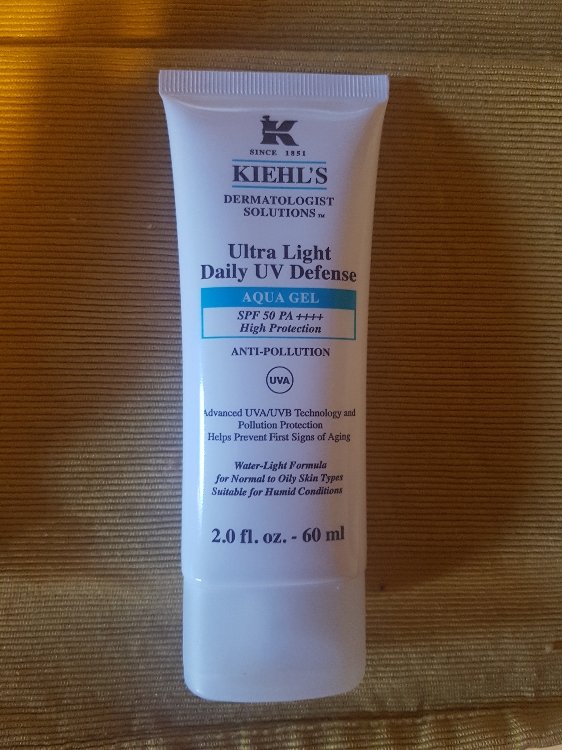 K
SINCE 1851
KIEHL'S
DERMATOLOGIST
SOLUTIONS™
Ultra Light
Daily UV Defense
AQUA GEL
SPF 50 PA ++++
High Protection
ANTI-POLLUTION
UVA
Advanced UVA/UVB Technology and
Pollution Protection
Helps Prevent First Signs of Aging
Water-Light Formula
for Normal to Oily Skin Types
Suitable for Humid Conditions
2.0 fl. oz. - 60 ml